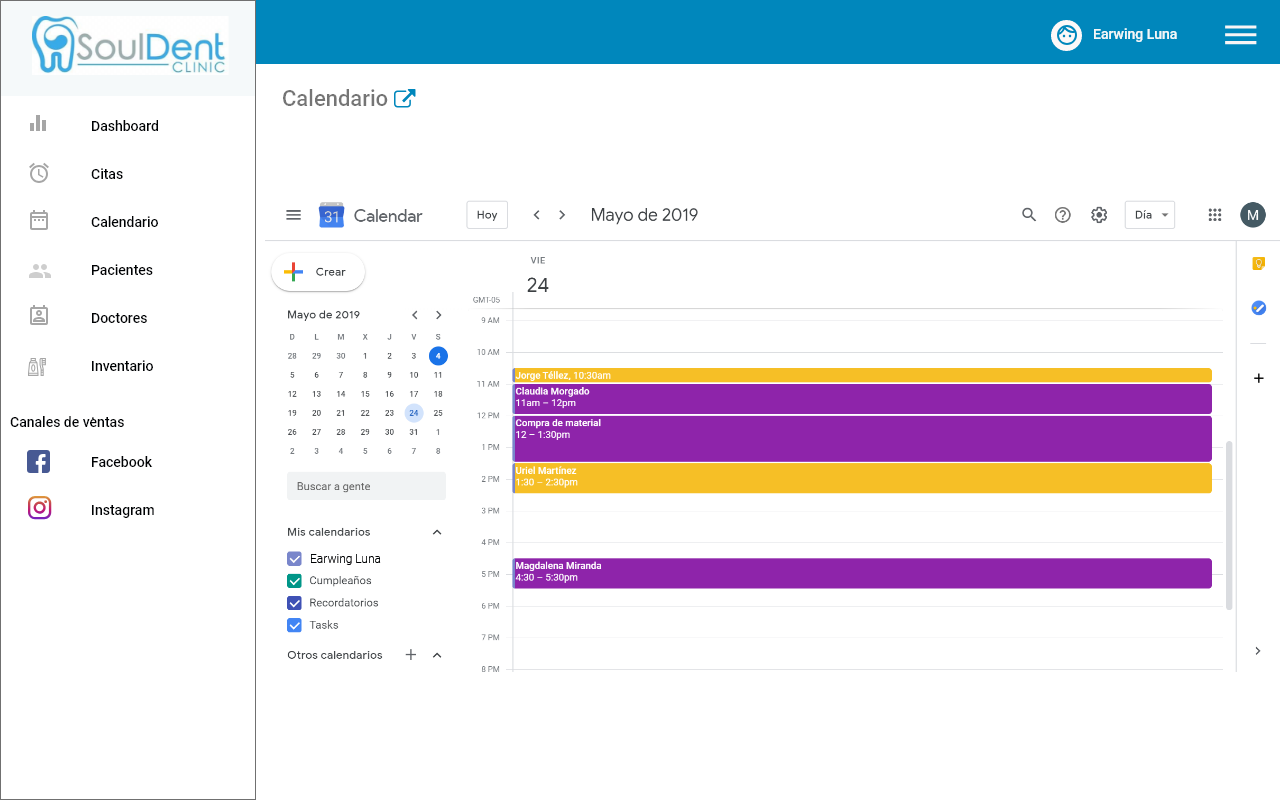 SoulDent
CLINIC
Earwing Luna
Dashboard
Citas
Calendario
Pacientes
Doctores
Inventario
Canales de vèntas
Facebook
Instagram
Calendario
31
Calendar
Hoy
Mayo de 2019
Día
M
Crear
Mayo de 2019
D L M X J V S
28 29 30 1 2 3 4
5 6 7 8 9 10 11
12 13 14 15 16 17 18
19 20 21 22 23 24 25
26 27 28 29 30 31 1
2 3 4 5 6 7 8
Buscar a gente
Mis calendarios
Earwing Luna
Cumpleaños
Recordatorios
Tasks
Otros calendarios
VIE
24
GMT-05
9 AM
10 AM
Jorge Téllez, 10:30am
11 AM
Claudia Morgado
11am – 12pm
12 PM
Compra de material
12 – 1:30pm
1 PM
Uriel Martínez
1:30 – 2:30pm
2 PM
3 PM
4 PM
Magdalena Miranda
4:30 – 5:30pm
5 PM
6 PM
7 PM
8 PM